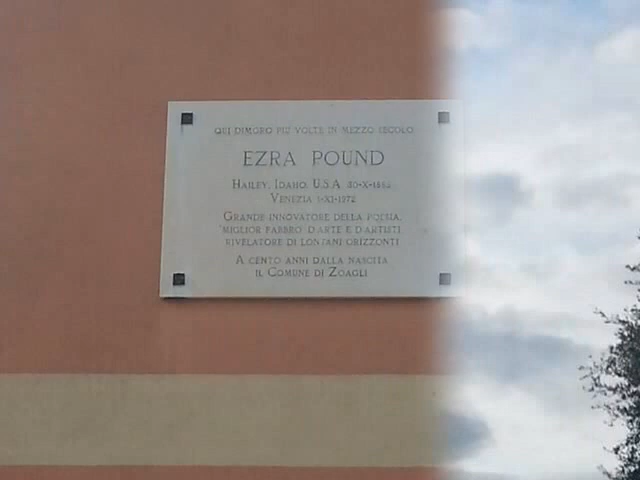 QUI DIMORÒ PIÙ VOLTE IN MEZZO SECOLO
EZRA POUND
HAILEY, IDAHO, U.S.A. 30-X-1885
VENEZIA 1-XI-1972
GRANDE INNOVATORE DELLA POESIA,
"MIGLIOR FABBRO" D'ARTE E D'ARTISTI
RIVELATORE DI LONTANI ORIZZONTI
A CENTO ANNI DALLA NASCITA
IL COMUNE DI ZOAGLI